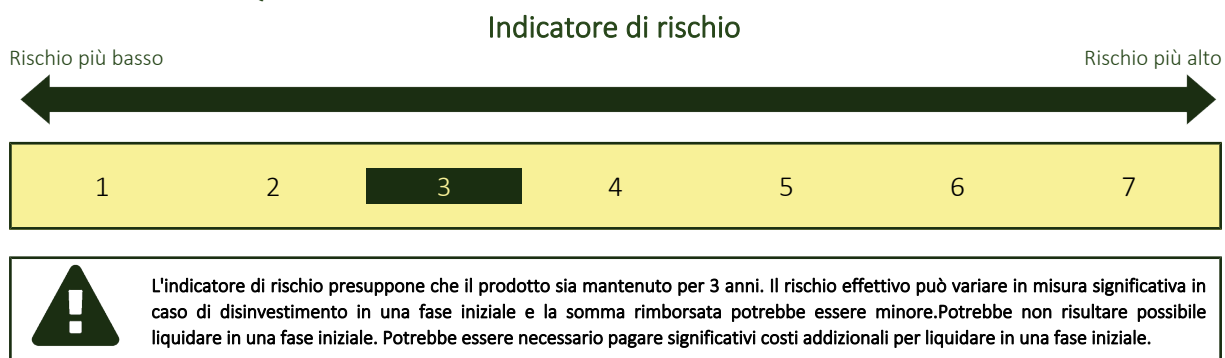 Indicatore di rischio
Rischio più basso
Rischio più alto
1 2 3 4 5 6 7
L'indicatore di rischio presuppone che il prodotto sia mantenuto per 3 anni. Il rischio effettivo può variare in misura significativa in
caso di disinvestimento in una fase iniziale e la somma rimborsata potrebbe essere minore.Potrebbe non risultare possibile
liquidare in una fase iniziale. Potrebbe essere necessario pagare significativi costi addizionali per liquidare in una fase iniziale.